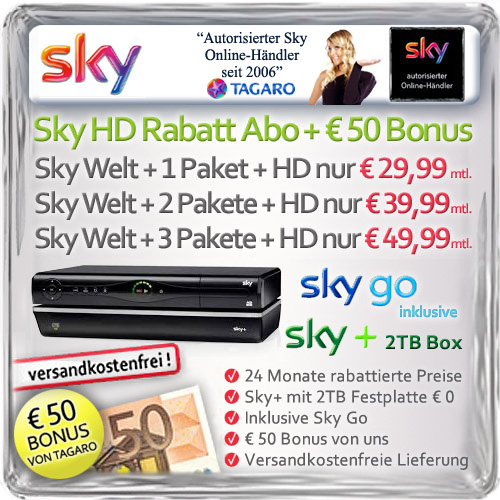 sky
“Autorisierter Sky
Online-Händler
seit 2006”
TAGARO
sky
autorisierter
Online-Händler
Sky HD Rabatt Abo + € 50 Bonus
Sky Welt + 1 Paket + HD nur € 29,99 mtl.
Sky Welt + 2 Pakete + HD nur € 39,99 mtl.
Sky Welt + 3 Pakete + HD nur € 49,99 mtl.
sky
sky+
sky go
inklusive
sky + 2TB Box
versandkostenfrei !
€ 50
BONUS
VON TAGARO
50
24 Monate rabattierte Preise
Sky+ mit 2TB Festplatte € 0
Inklusive Sky Go
€ 50 Bonus von uns
Versandkostenfreie Lieferung